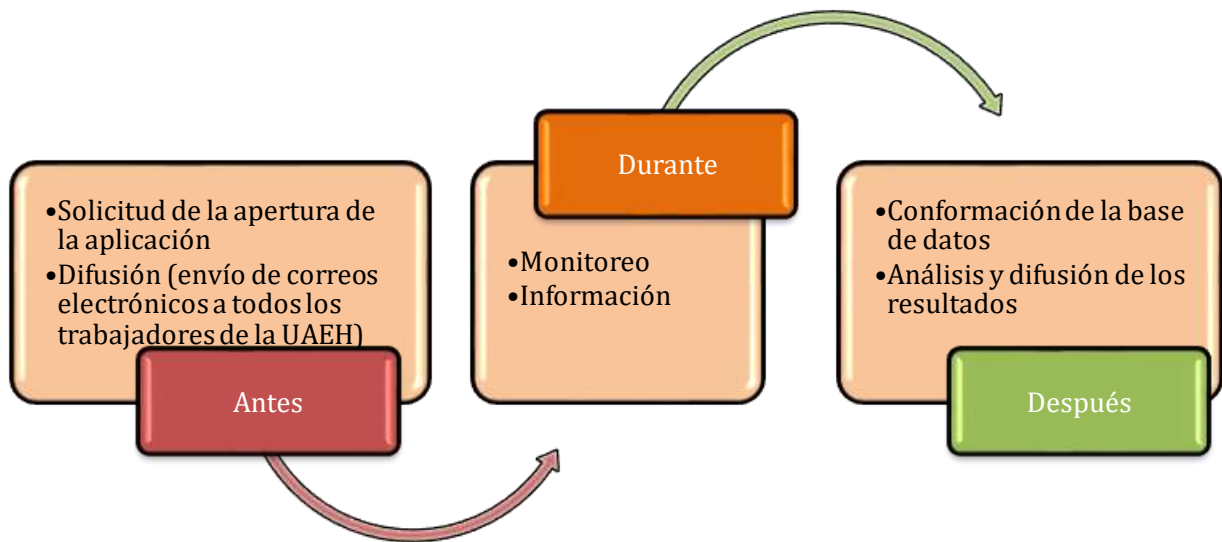 •Solicitud de la apertura de
la aplicación
•Difusión (envío de correos
electrónicos a todos los
trabajadores de la UAEH)
Antes
Durante
•Monitoreo
•Información
•Conformación de la base
de datos
•Análisis y difusión de los
resultados
Después